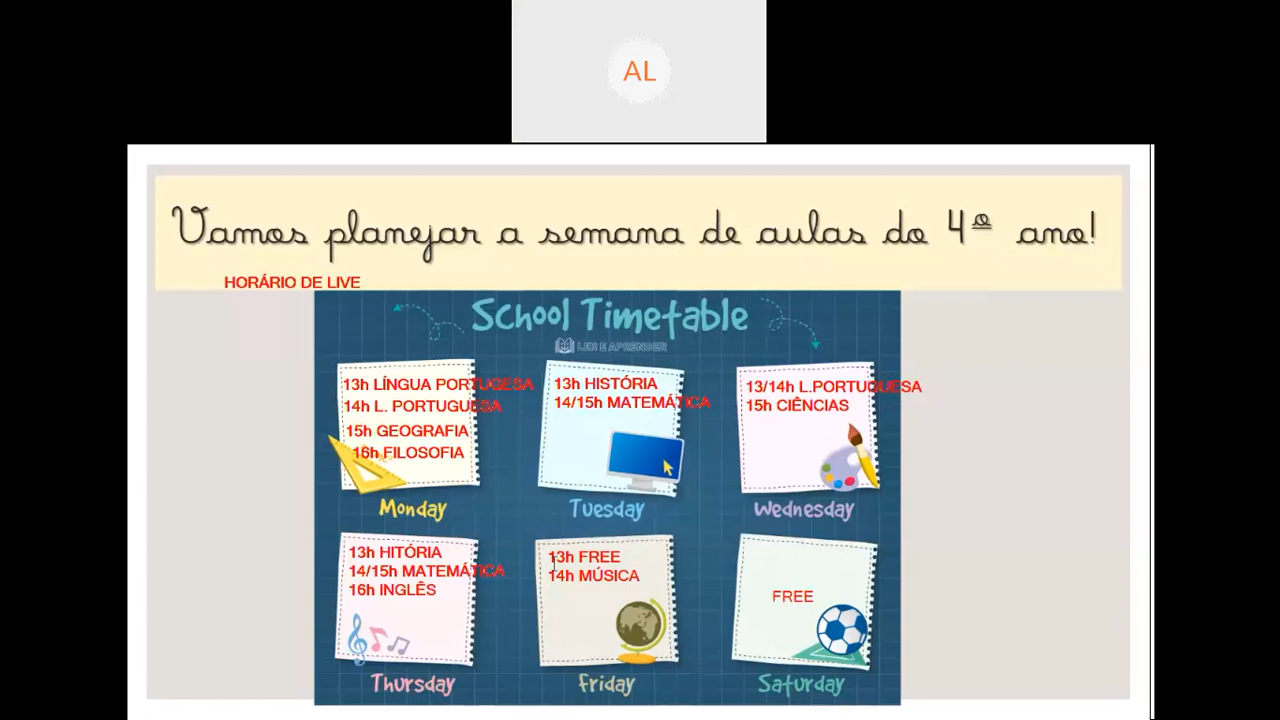 AL
Vamos planejar a semana de aulas do 4º ano!
HORÁRIO DE LIVE
School Timetable
LER E APRENDER
13h LÍNGUA PORTUGESA
14h L. PORTUGUESA
15h GEOGRAFIA
16h FILOSOFIA
Monday
13h HISTÓRIA
14/15h MATEMÁTICA
Tuesday
13/14h L.PORTUGUESA
15h CIÊNCIAS
Wednesday
13h HITÓRIA
14/15h MATEMÁTICA
16h INGLÊS
Thursday
13h FREE
14h MÚSICA
Friday
FREE
Saturday